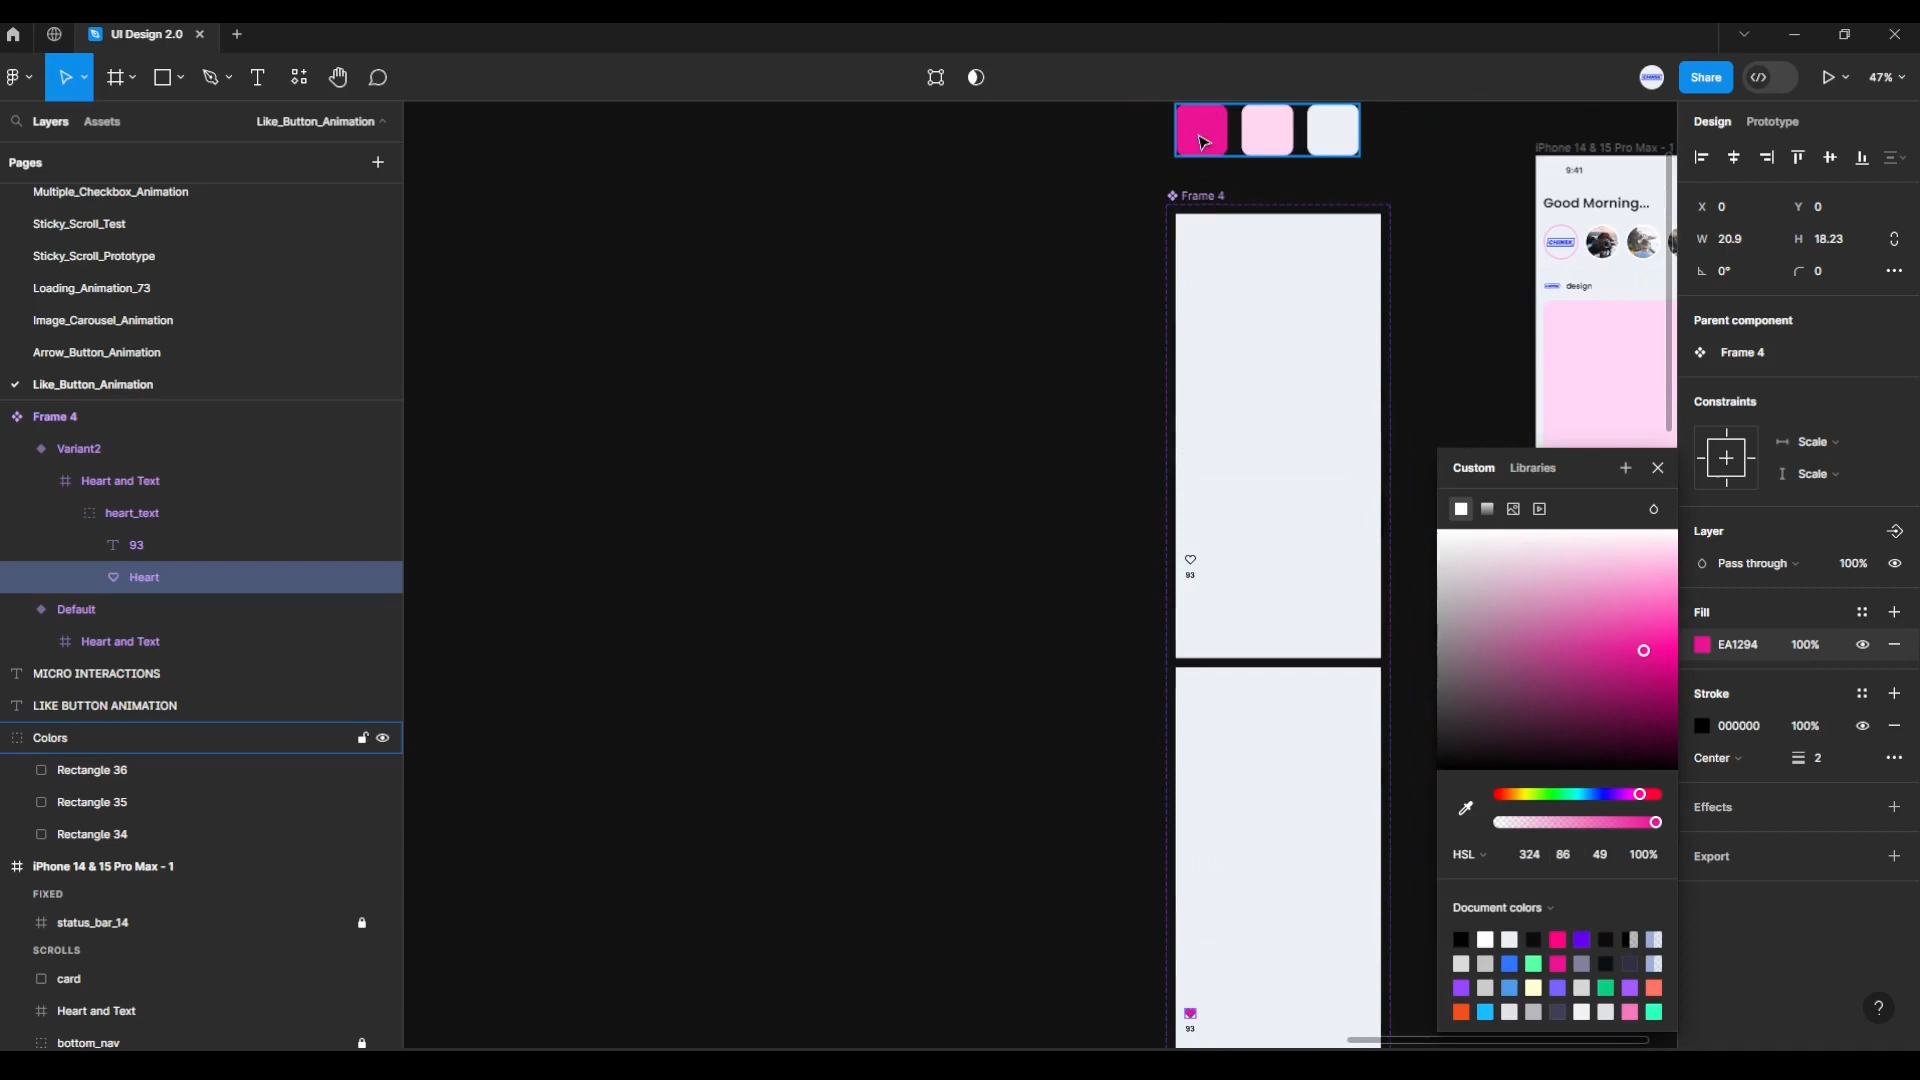 UI Design 2.0
Share
47%
Layers
Assets
Like_Button_Animation
Pages
Multiple_Checkbox_Animation
Sticky_Scroll_Test
Sticky_Scroll_Prototype
Loading_Animation_73
Image_Carousel_Animation
Arrow_Button_Animation
Like_Button_Animation
Frame 4
Variant2
Heart and Text
heart_text
93
Heart
Default
Heart and Text
MICRO INTERACTIONS
LIKE BUTTON ANIMATION
Colors
Rectangle 36
Rectangle 35
Rectangle 34
iPhone 14 & 15 Pro Max - 1
FIXED
status_bar_14
SCROLLS
card
Heart and Text
bottom_nav
Frame 4
93
93
iPhone 14 & 15 Pro Max - 1
9:41
Good Morning...
design
Custom
Libraries
HSL
324
86
49
100%
Document colors
Design
Prototype
X 0
Y 0
W 20.9
H 18.23
0°
0
Parent component
Frame 4
Constraints
Scale
Scale
Layer
Pass through
100%
Fill
EA1294
100%
Stroke
000000
100%
Center
2
Effects
Export
?